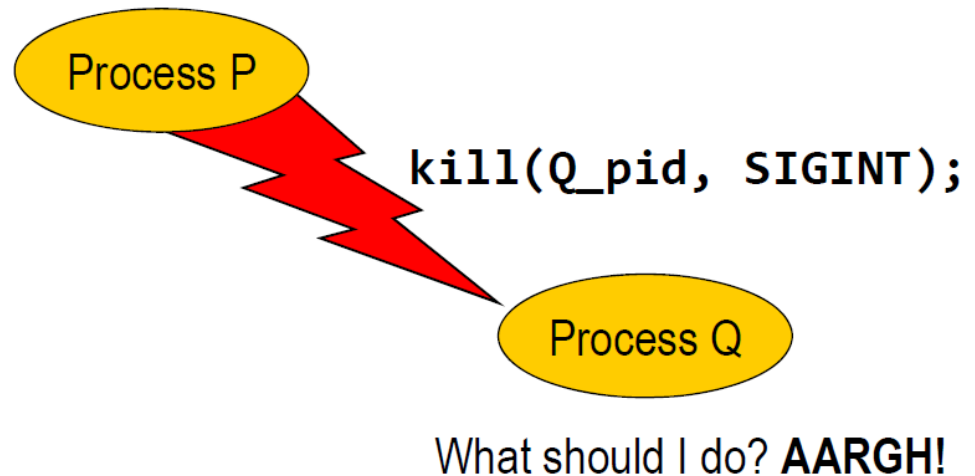 Process P
kill(Q_pid, SIGINT);
Process Q
What should I do? AARGH!